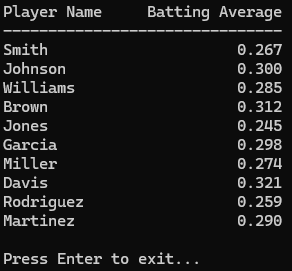 Player Name     Batting Average
-------------------------------
Smith                     0.267
Johnson                   0.300
Williams                  0.285
Brown                     0.312
Jones                     0.245
Garcia                    0.298
Miller                    0.274
Davis                     0.321
Rodriguez                 0.259
Martinez                  0.290

Press Enter to exit...